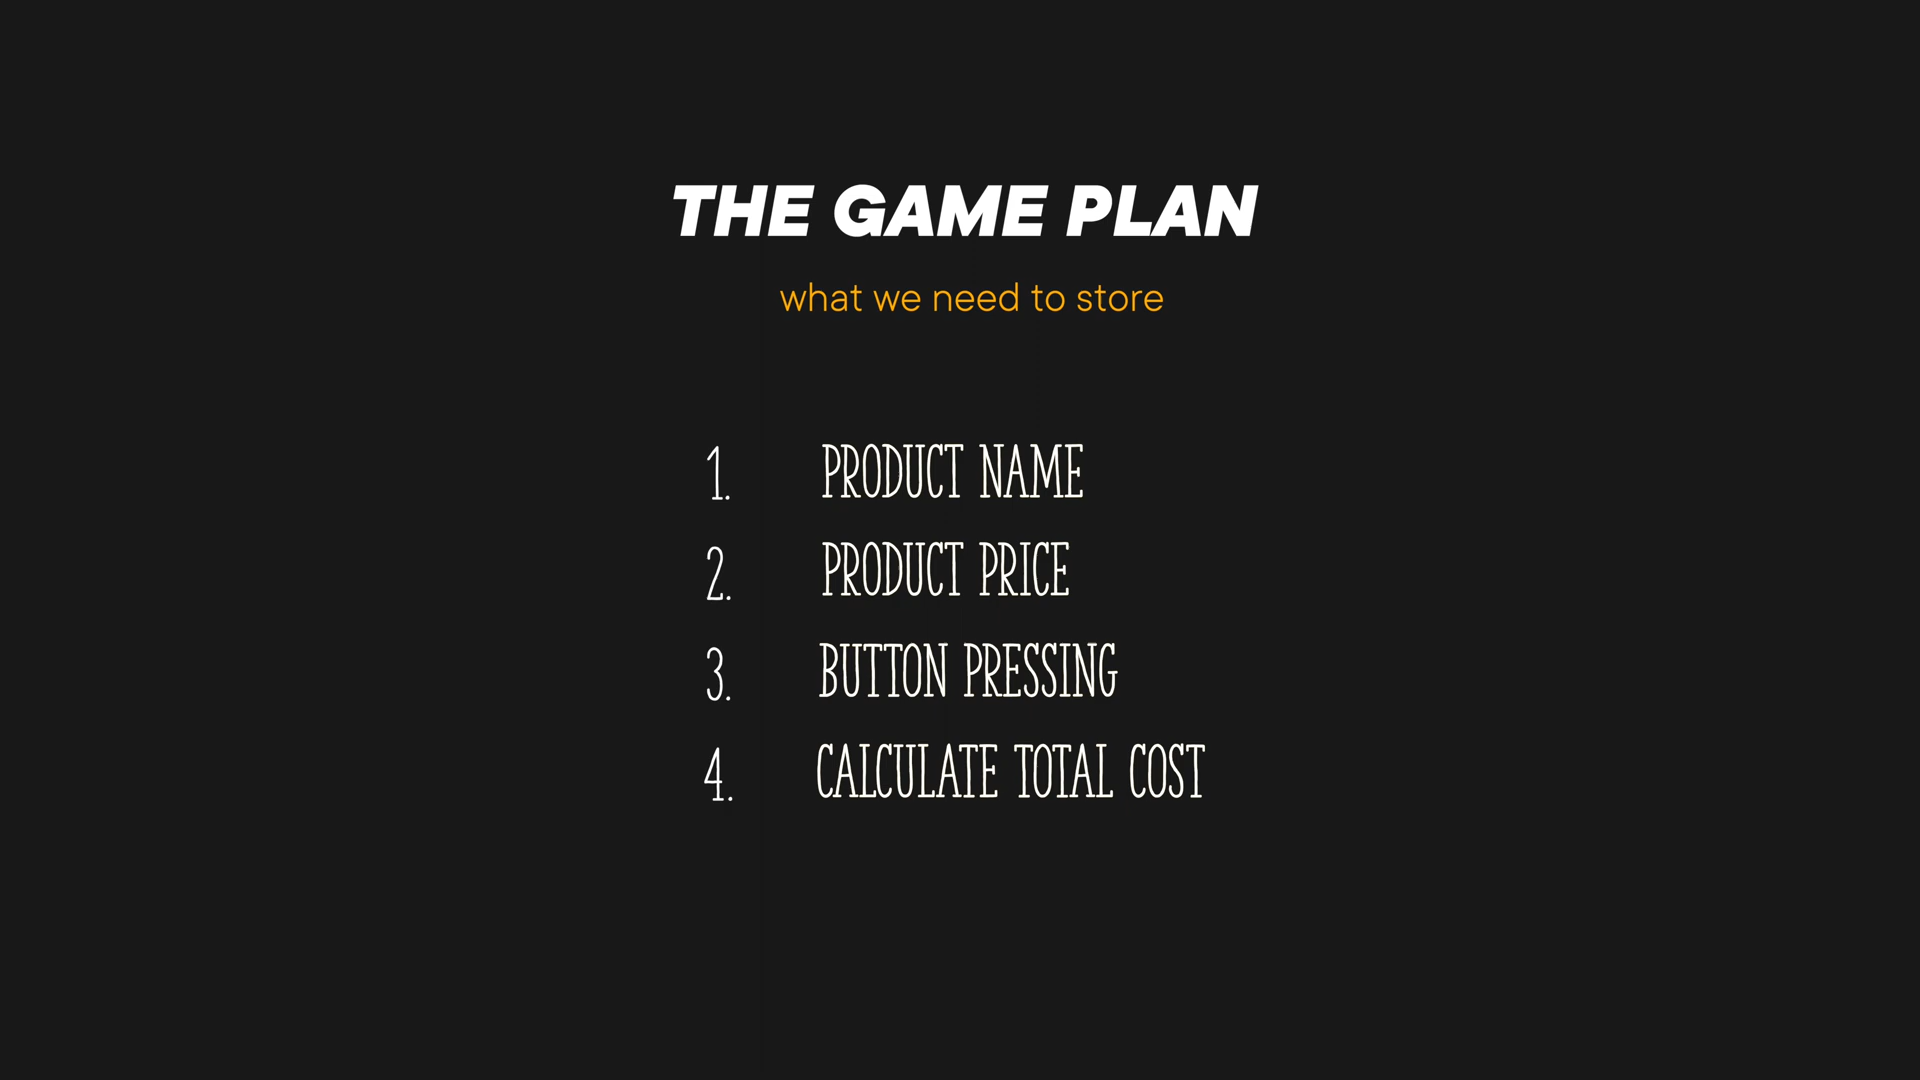 THE GAME PLAN
what we need to store
1. PRODUCT NAME
2. PRODUCT PRICE
3. BUTTON PRESSING
4. CALCULATE TOTAL COST